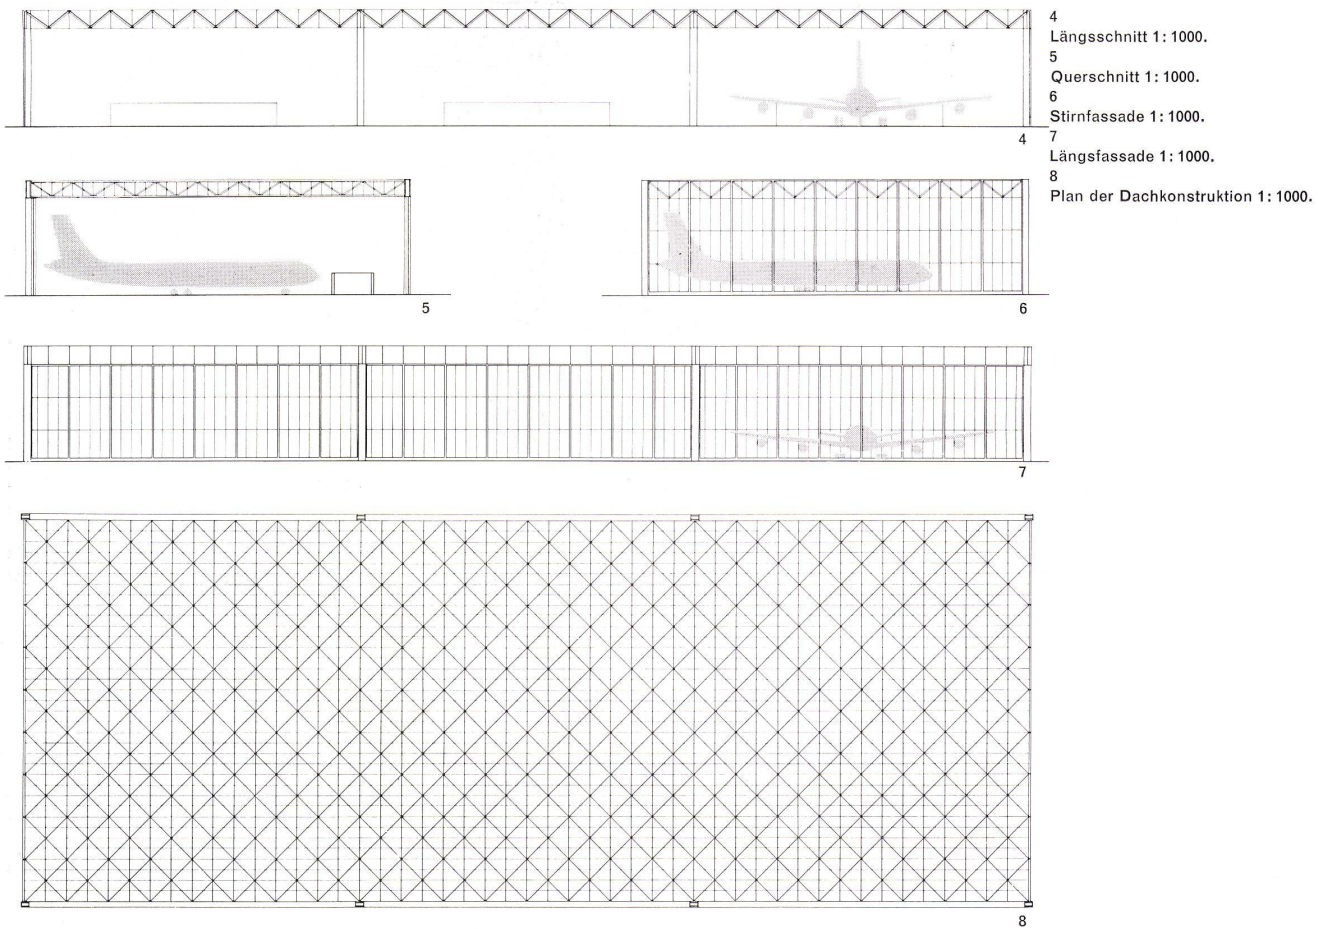 4
Längsschnitt 1: 1000.
5
Querschnitt 1: 1000.
6
Stirnfassade 1: 1000.
7
Längsfassade 1: 1000.
8
Plan der Dachkonstruktion 1: 1000.
4
5
6
7
8